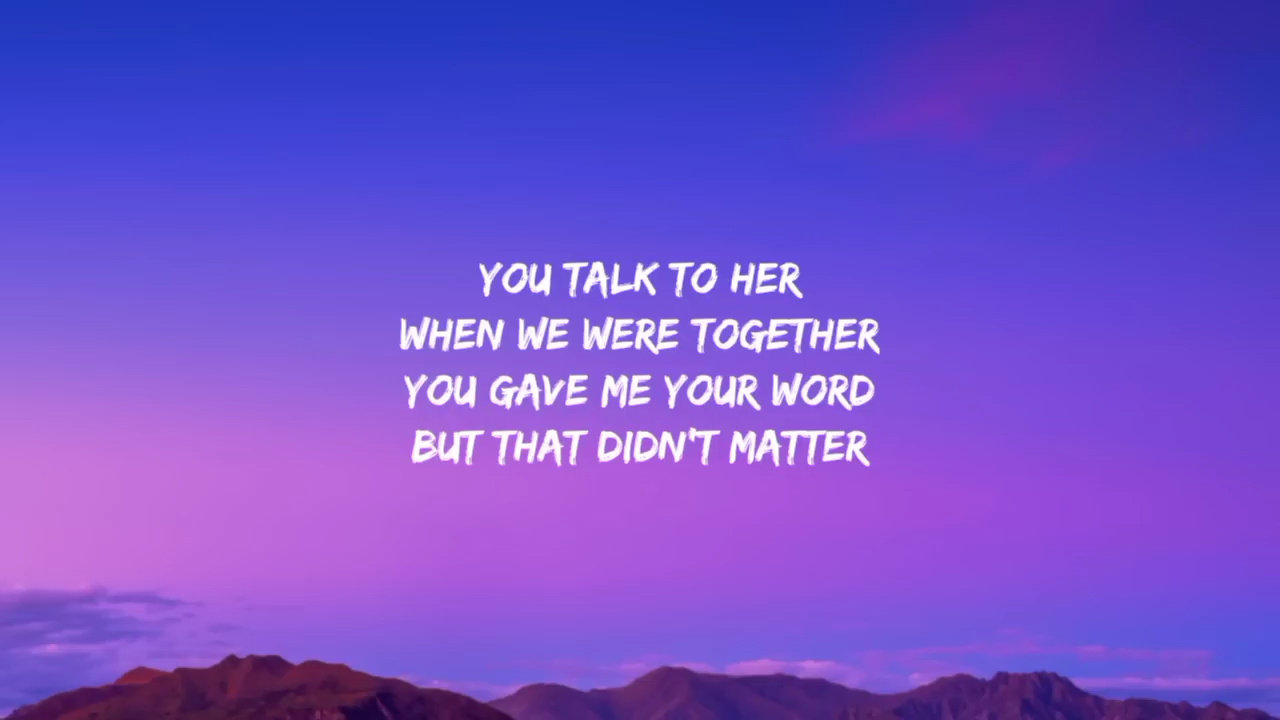 YOU TALK TO HER
WHEN WE WERE TOGETHER
YOU GAVE ME YOUR WORD
BUT THAT DIDN'T MATTER